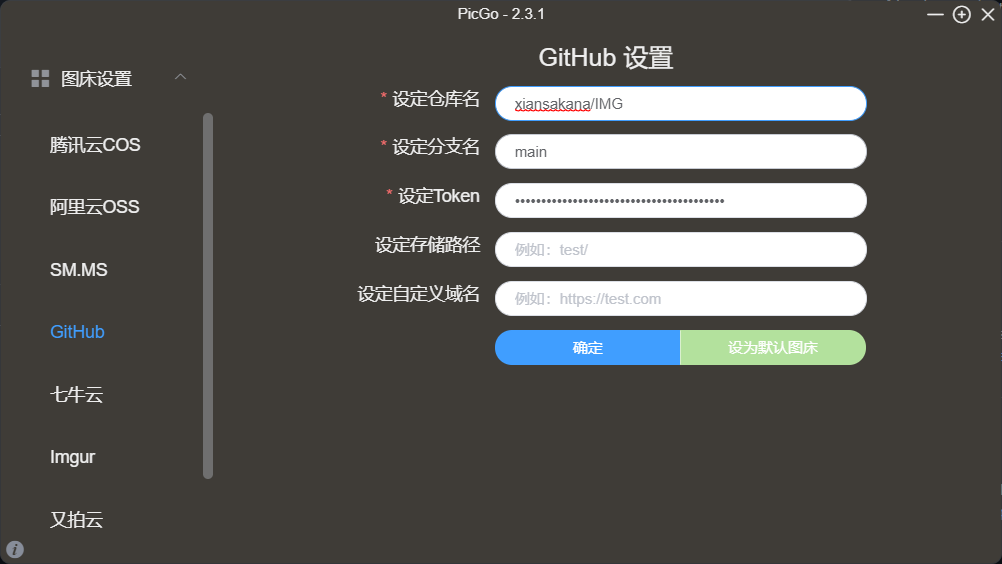 PicGo - 2.3.1
图床设置
腾讯云COS
阿里云OSS
SM.MS
GitHub
七牛云
Imgur
又拍云
GitHub 设置
* 设定仓库名 xiansakana/IMG
* 设定分支名 main
* 设定Token ••••••••••••••••••••••••••••••••••••••••
设定存储路径 例如：test/
设定自定义域名 例如：https://test.com
确定 设为默认图床